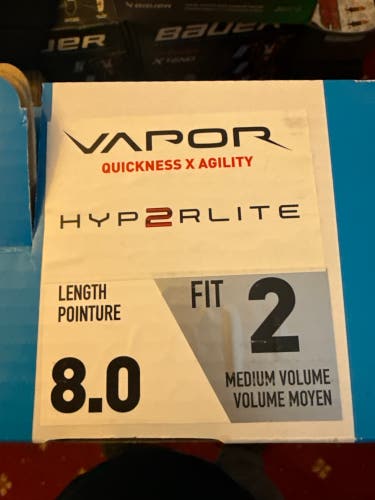 BAUER
VAPOR
QUICKNESS X AGILITY
HYP2RLITE
LENGTH
POINTURE
8.0
FIT 2
MEDIUM VOLUME
VOLUME MOYEN